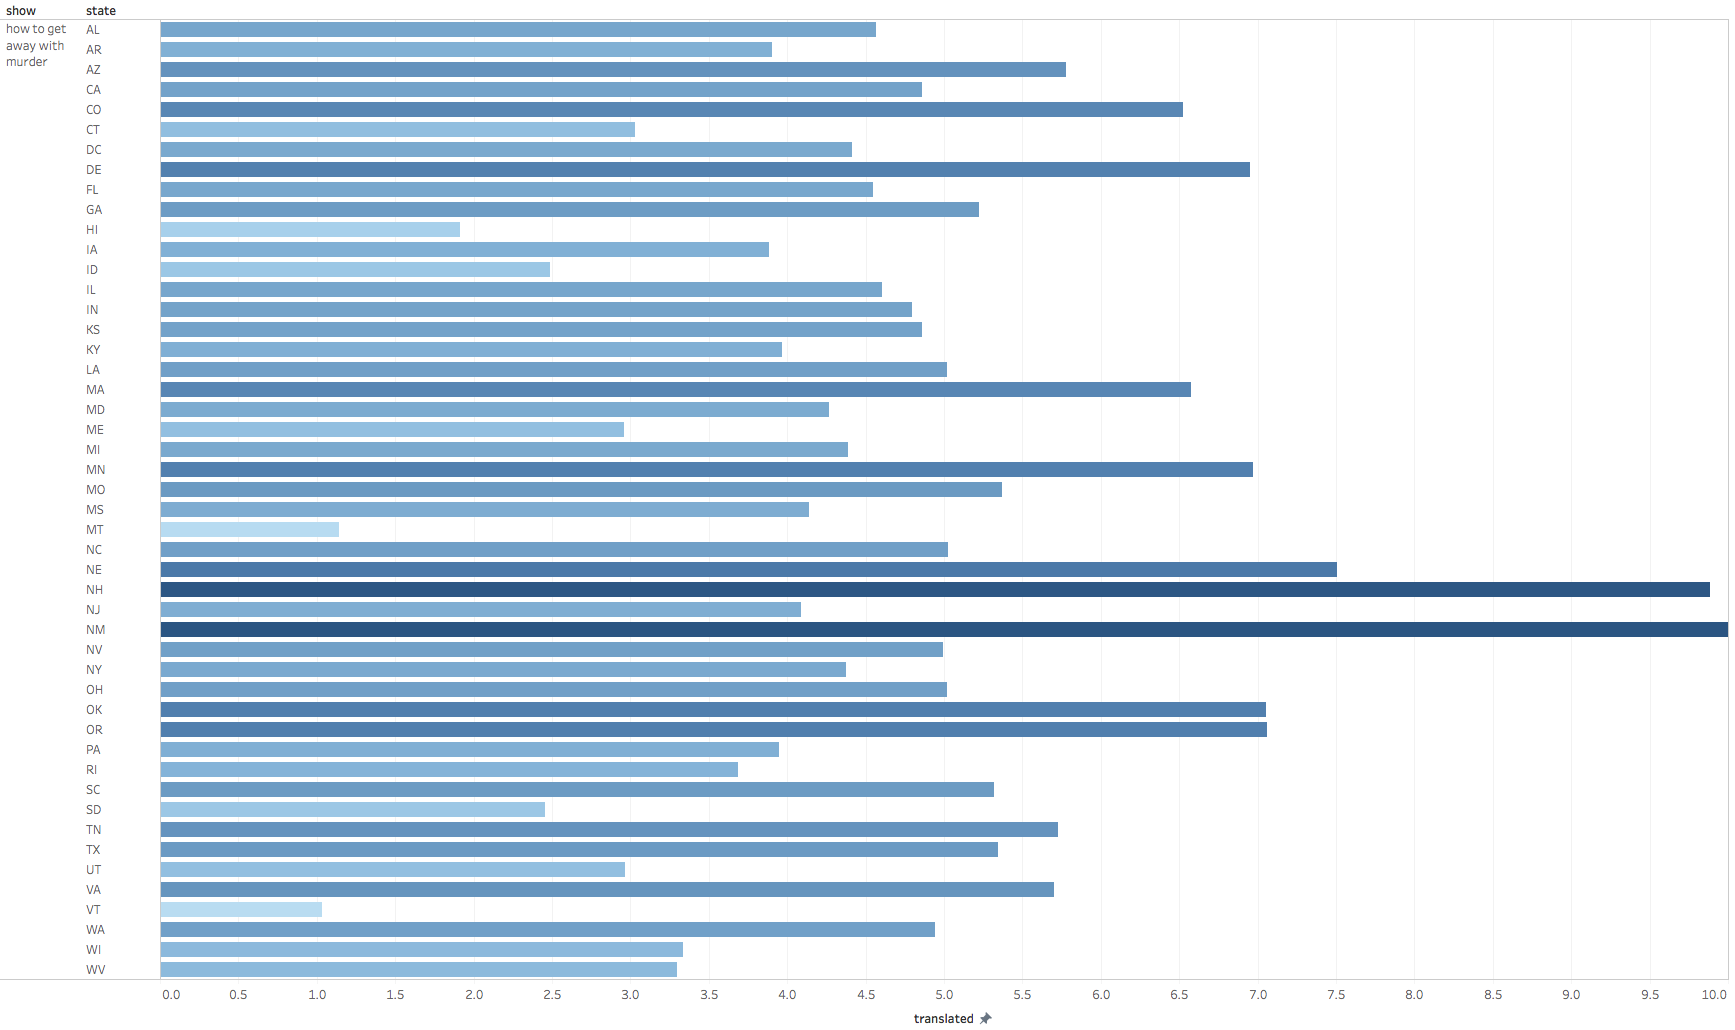 show state
how to get
away with
murder
AL
AR
AZ
CA
CO
CT
DC
DE
FL
GA
HI
IA
ID
IL
IN
KS
KY
LA
MA
MD
ME
MI
MN
MO
MS
MT
NC
NE
NH
NJ
NM
NV
NY
OH
OK
OR
PA
RI
SC
SD
TN
TX
UT
VA
VT
WA
WI
WV
0.0 0.5 1.0 1.5 2.0 2.5 3.0 3.5 4.0 4.5 5.0 5.5 6.0 6.5 7.0 7.5 8.0 8.5 9.0 9.5 10.0
translated